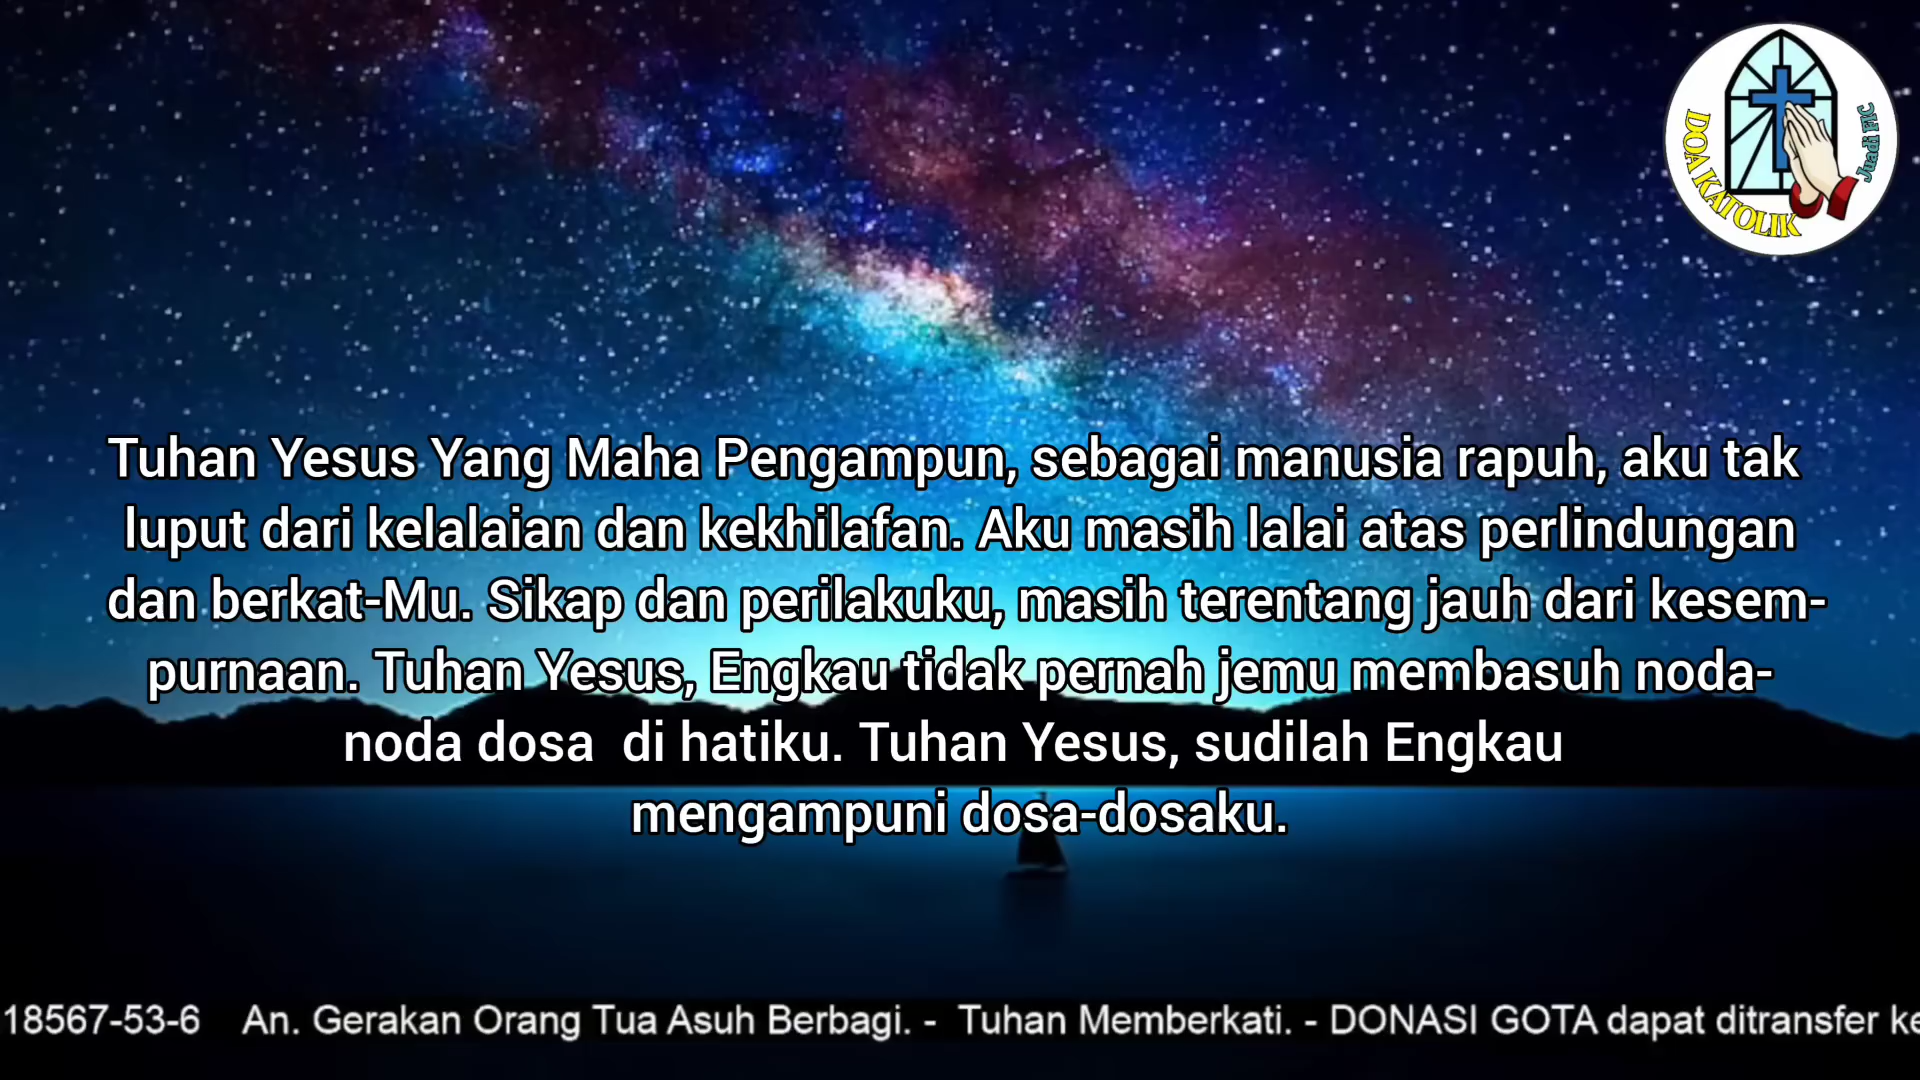 DOA KATOLIK
Juadi FIC
Tuhan Yesus Yang Maha Pengampun, sebagai manusia rapuh, aku tak
luput dari kelalaian dan kekhilafan. Aku masih lalai atas perlindungan
dan berkat-Mu. Sikap dan perilakuku, masih terentang jauh dari kesem-
purnaan. Tuhan Yesus, Engkau tidak pernah jemu membasuh noda-
noda dosa  di hatiku. Tuhan Yesus, sudilah Engkau
mengampuni dosa-dosaku.
18567-53-6    An. Gerakan Orang Tua Asuh Berbagi. -  Tuhan Memberkati. - DONASI GOTA dapat ditransfer ke